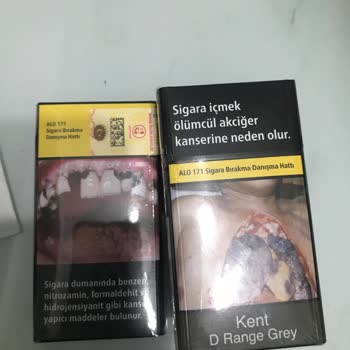 ALO 171
Sigara Bırakma
Danışma Hattı
Sigara dumanında benzen,
nitrozamin, formaldehit ve
hidrojensiyanit gibi kanser
yapıcı maddeler bulunur.
Sigara içmek
ölümcül akciğer
kanserine neden olur.
ALO 171 Sigara Bırakma Danışma Hattı
Kent
D Range Grey